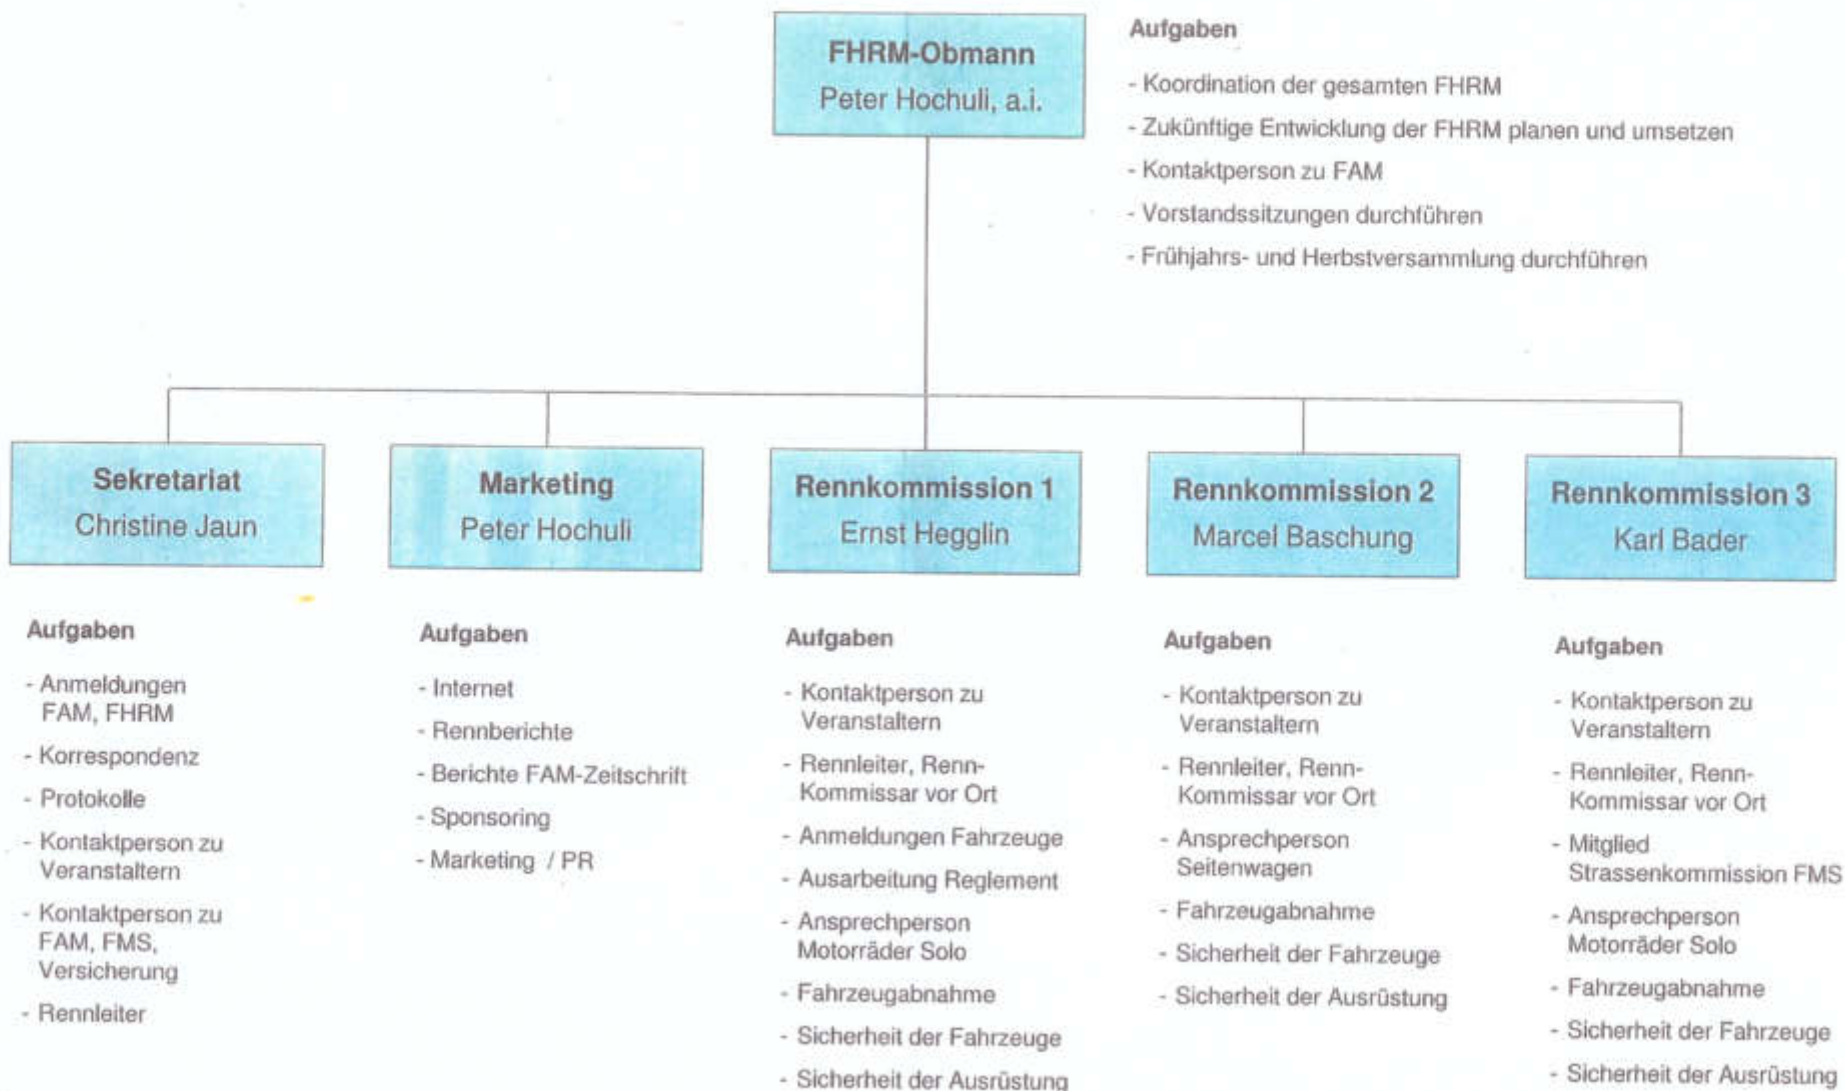 FHRM-Obmann
Peter Hochuli, a.i.
Aufgaben
- Koordination der gesamten FHRM
- Zukünftige Entwicklung der FHRM planen und umsetzen
- Kontaktperson zu FAM
- Vorstandssitzungen durchführen
- Frühjahrs- und Herbstversammlung durchführen
Sekretariat
Christine Jaun
Aufgaben
- Anmeldungen
FAM, FHRM
- Korrespondenz
- Protokolle
- Kontaktperson zu
Veranstaltern
- Kontaktperson zu
FAM, FMS,
Versicherung
- Rennleiter
Marketing
Peter Hochuli
Aufgaben
- Internet
- Rennberichte
- Berichte FAM-Zeitschrift
- Sponsoring
- Marketing / PR
Rennkommission 1
Ernst Hegglin
Aufgaben
- Kontaktperson zu
Veranstaltern
- Rennleiter, Renn-
Kommissar vor Ort
- Anmeldungen Fahrzeuge
- Ausarbeitung Reglement
- Ansprechperson
Motorräder Solo
- Fahrzeugabnahme
- Sicherheit der Fahrzeuge
- Sicherheit der Ausrüstung
Rennkommission 2
Marcel Baschung
Aufgaben
- Kontaktperson zu
Veranstaltern
- Rennleiter, Renn-
Kommissar vor Ort
- Ansprechperson
Seitenwagen
- Fahrzeugabnahme
- Sicherheit der Fahrzeuge
- Sicherheit der Ausrüstung
Rennkommission 3
Karl Bader
Aufgaben
- Kontaktperson zu
Veranstaltern
- Rennleiter, Renn-
Kommissar vor Ort
- Mitglied
Strassenkommission FMS
- Ansprechperson
Motorräder Solo
- Fahrzeugabnahme
- Sicherheit der Fahrzeuge
- Sicherheit der Ausrüstung